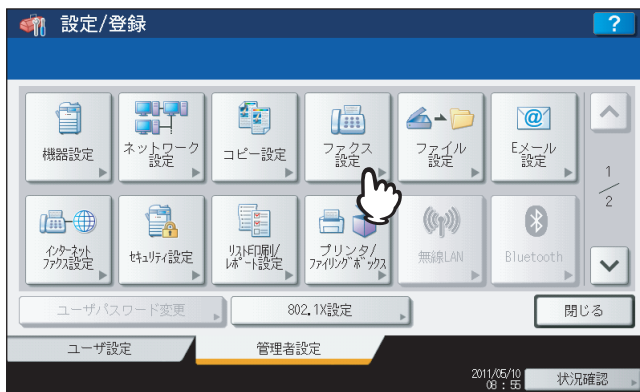 設定/登録
?
機器設定
ネットワーク
設定
コピー設定
ファクス
設定
ファイル
設定
@
Eメール
設定
1
/
2
インターネット
ファクス設定
セキュリティ設定
リスト印刷/
レポート設定
プリンタ/
ファイリングボックス
無線LAN
Bluetooth
ユーザパスワード変更
802.1X設定
閉じる
ユーザ設定
管理者設定
2011/05/10
08:55
状況確認